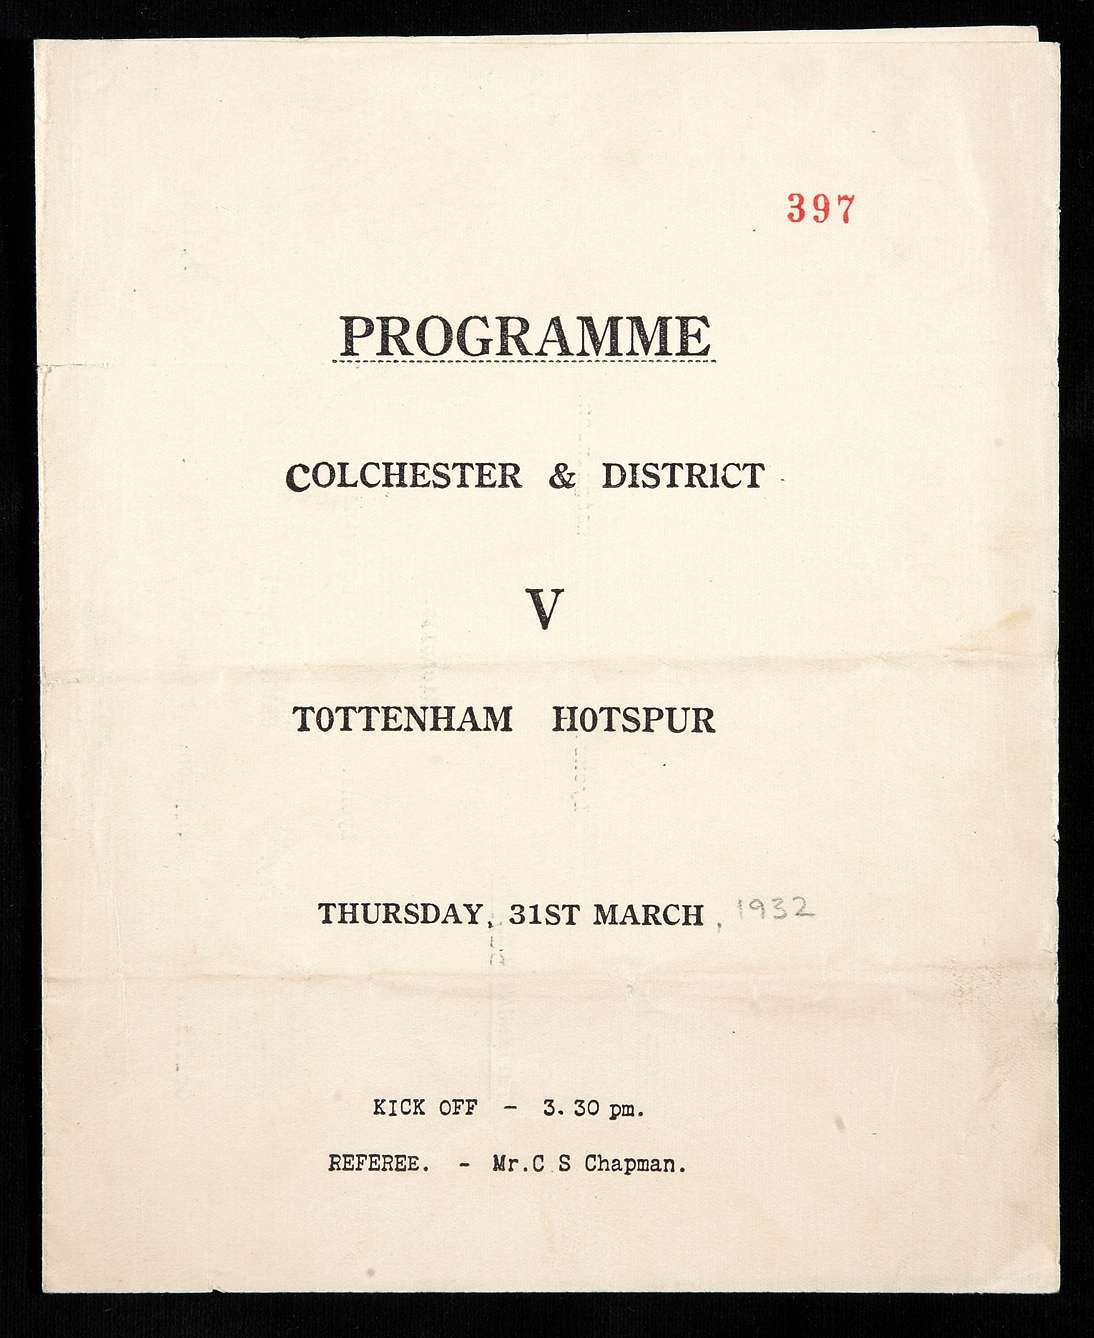 397
PROGRAMME
COLCHESTER & DISTRICT
V
TOTTENHAM HOTSPUR
THURSDAY, 31ST MARCH, 1932
KICK OFF - 3.30 pm.
REFEREE. - Mr.C S Chapman.